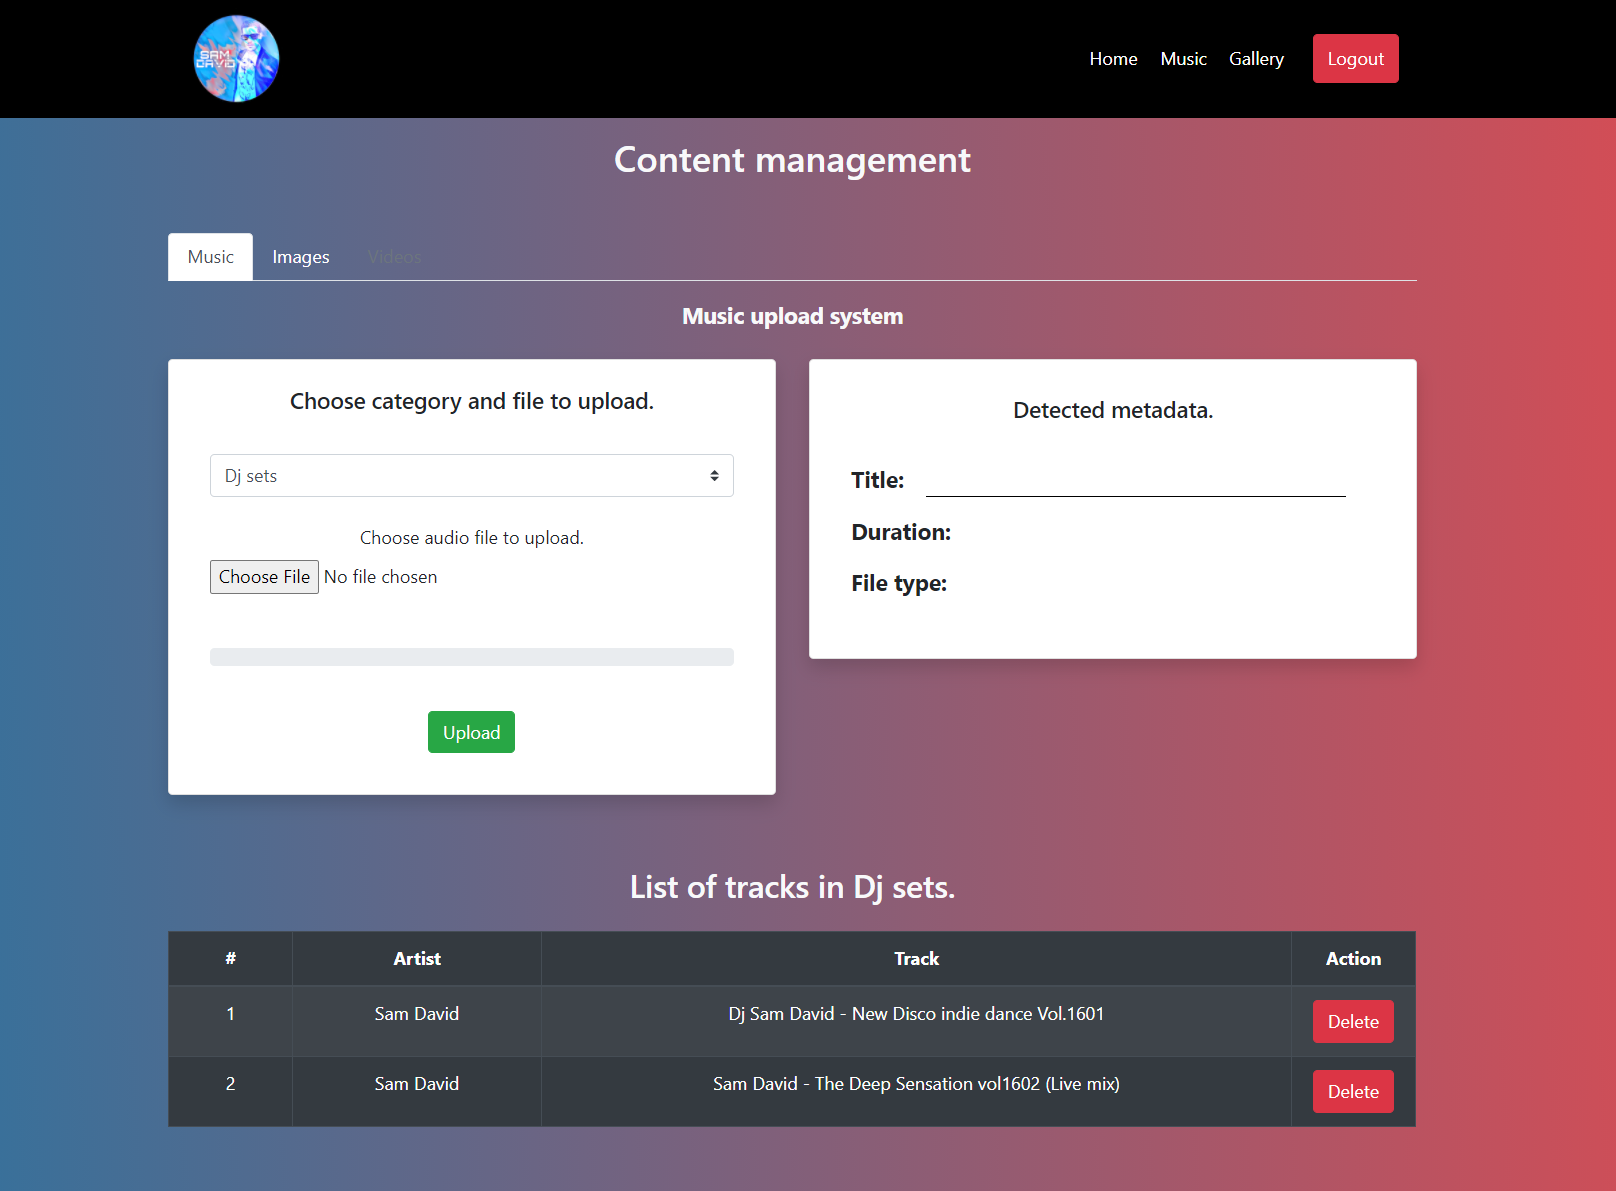 SAM
DAVID
Home Music Gallery Logout
Content management
Music Images Videos
Music upload system
Choose category and file to upload.
Dj sets
Choose audio file to upload.
Choose File No file chosen
Upload
Detected metadata.
Title:
Duration:
File type:
List of tracks in Dj sets.
# Artist Track Action
1 Sam David Dj Sam David - New Disco indie dance Vol.1601 Delete
2 Sam David Sam David - The Deep Sensation vol1602 (Live mix) Delete